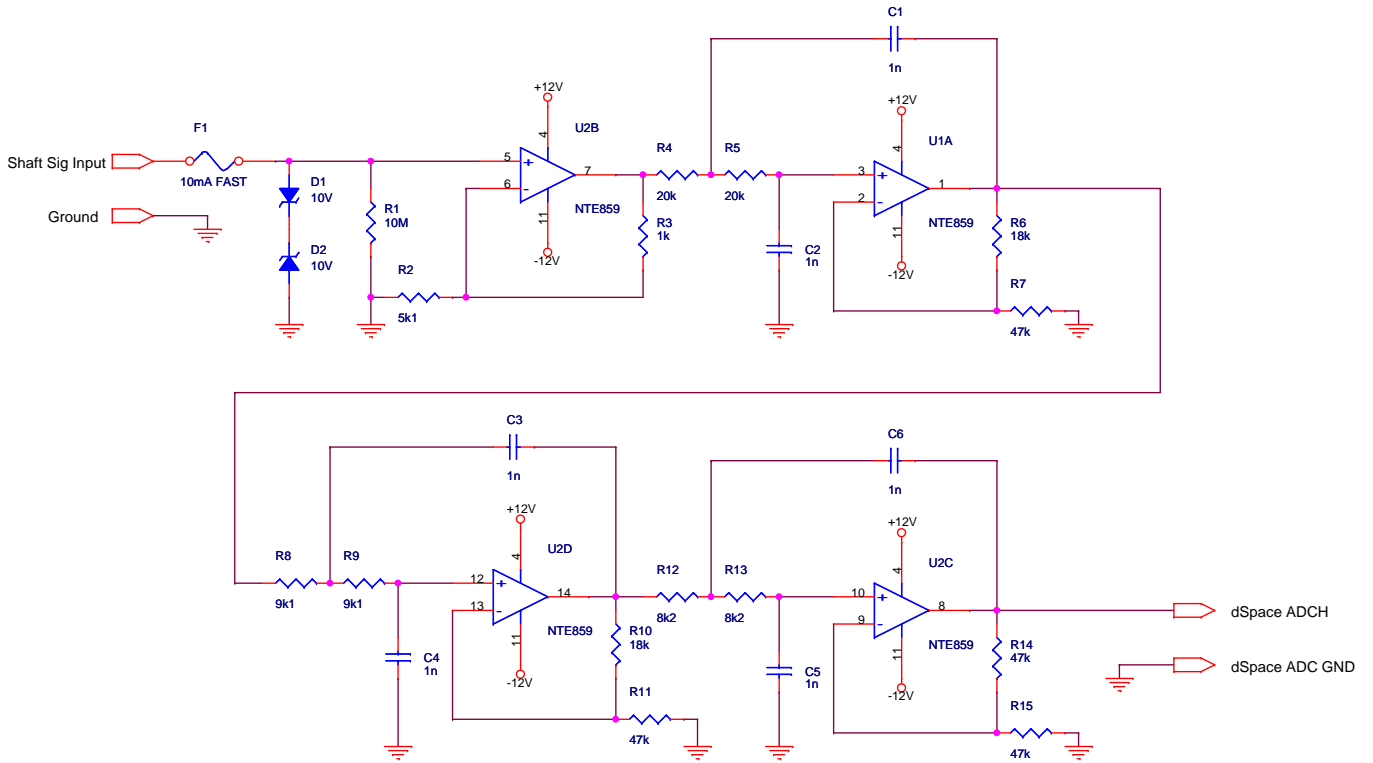 C1
1n
+12V
4
U2B
F1
Shaft Sig Input
10mA FAST
D1
10V
5
+
6
-
7
11
NTE859
-12V
R4
20k
R5
20k
+12V
4
U1A
3
+
2
-
1
11
NTE859
-12V
Ground
R1
10M
R3
1k
C2
1n
R6
18k
D2
10V
R2
5k1
R7
47k
C3
1n
C6
1n
+12V
4
U2D
R8
9k1
R9
9k1
12
+
13
-
14
11
NTE859
-12V
R12
8k2
R13
8k2
+12V
4
U2C
10
+
9
-
8
11
NTE859
-12V
dSpace ADCH
R10
18k
C4
1n
C5
1n
R14
47k
dSpace ADC GND
R11
47k
R15
47k